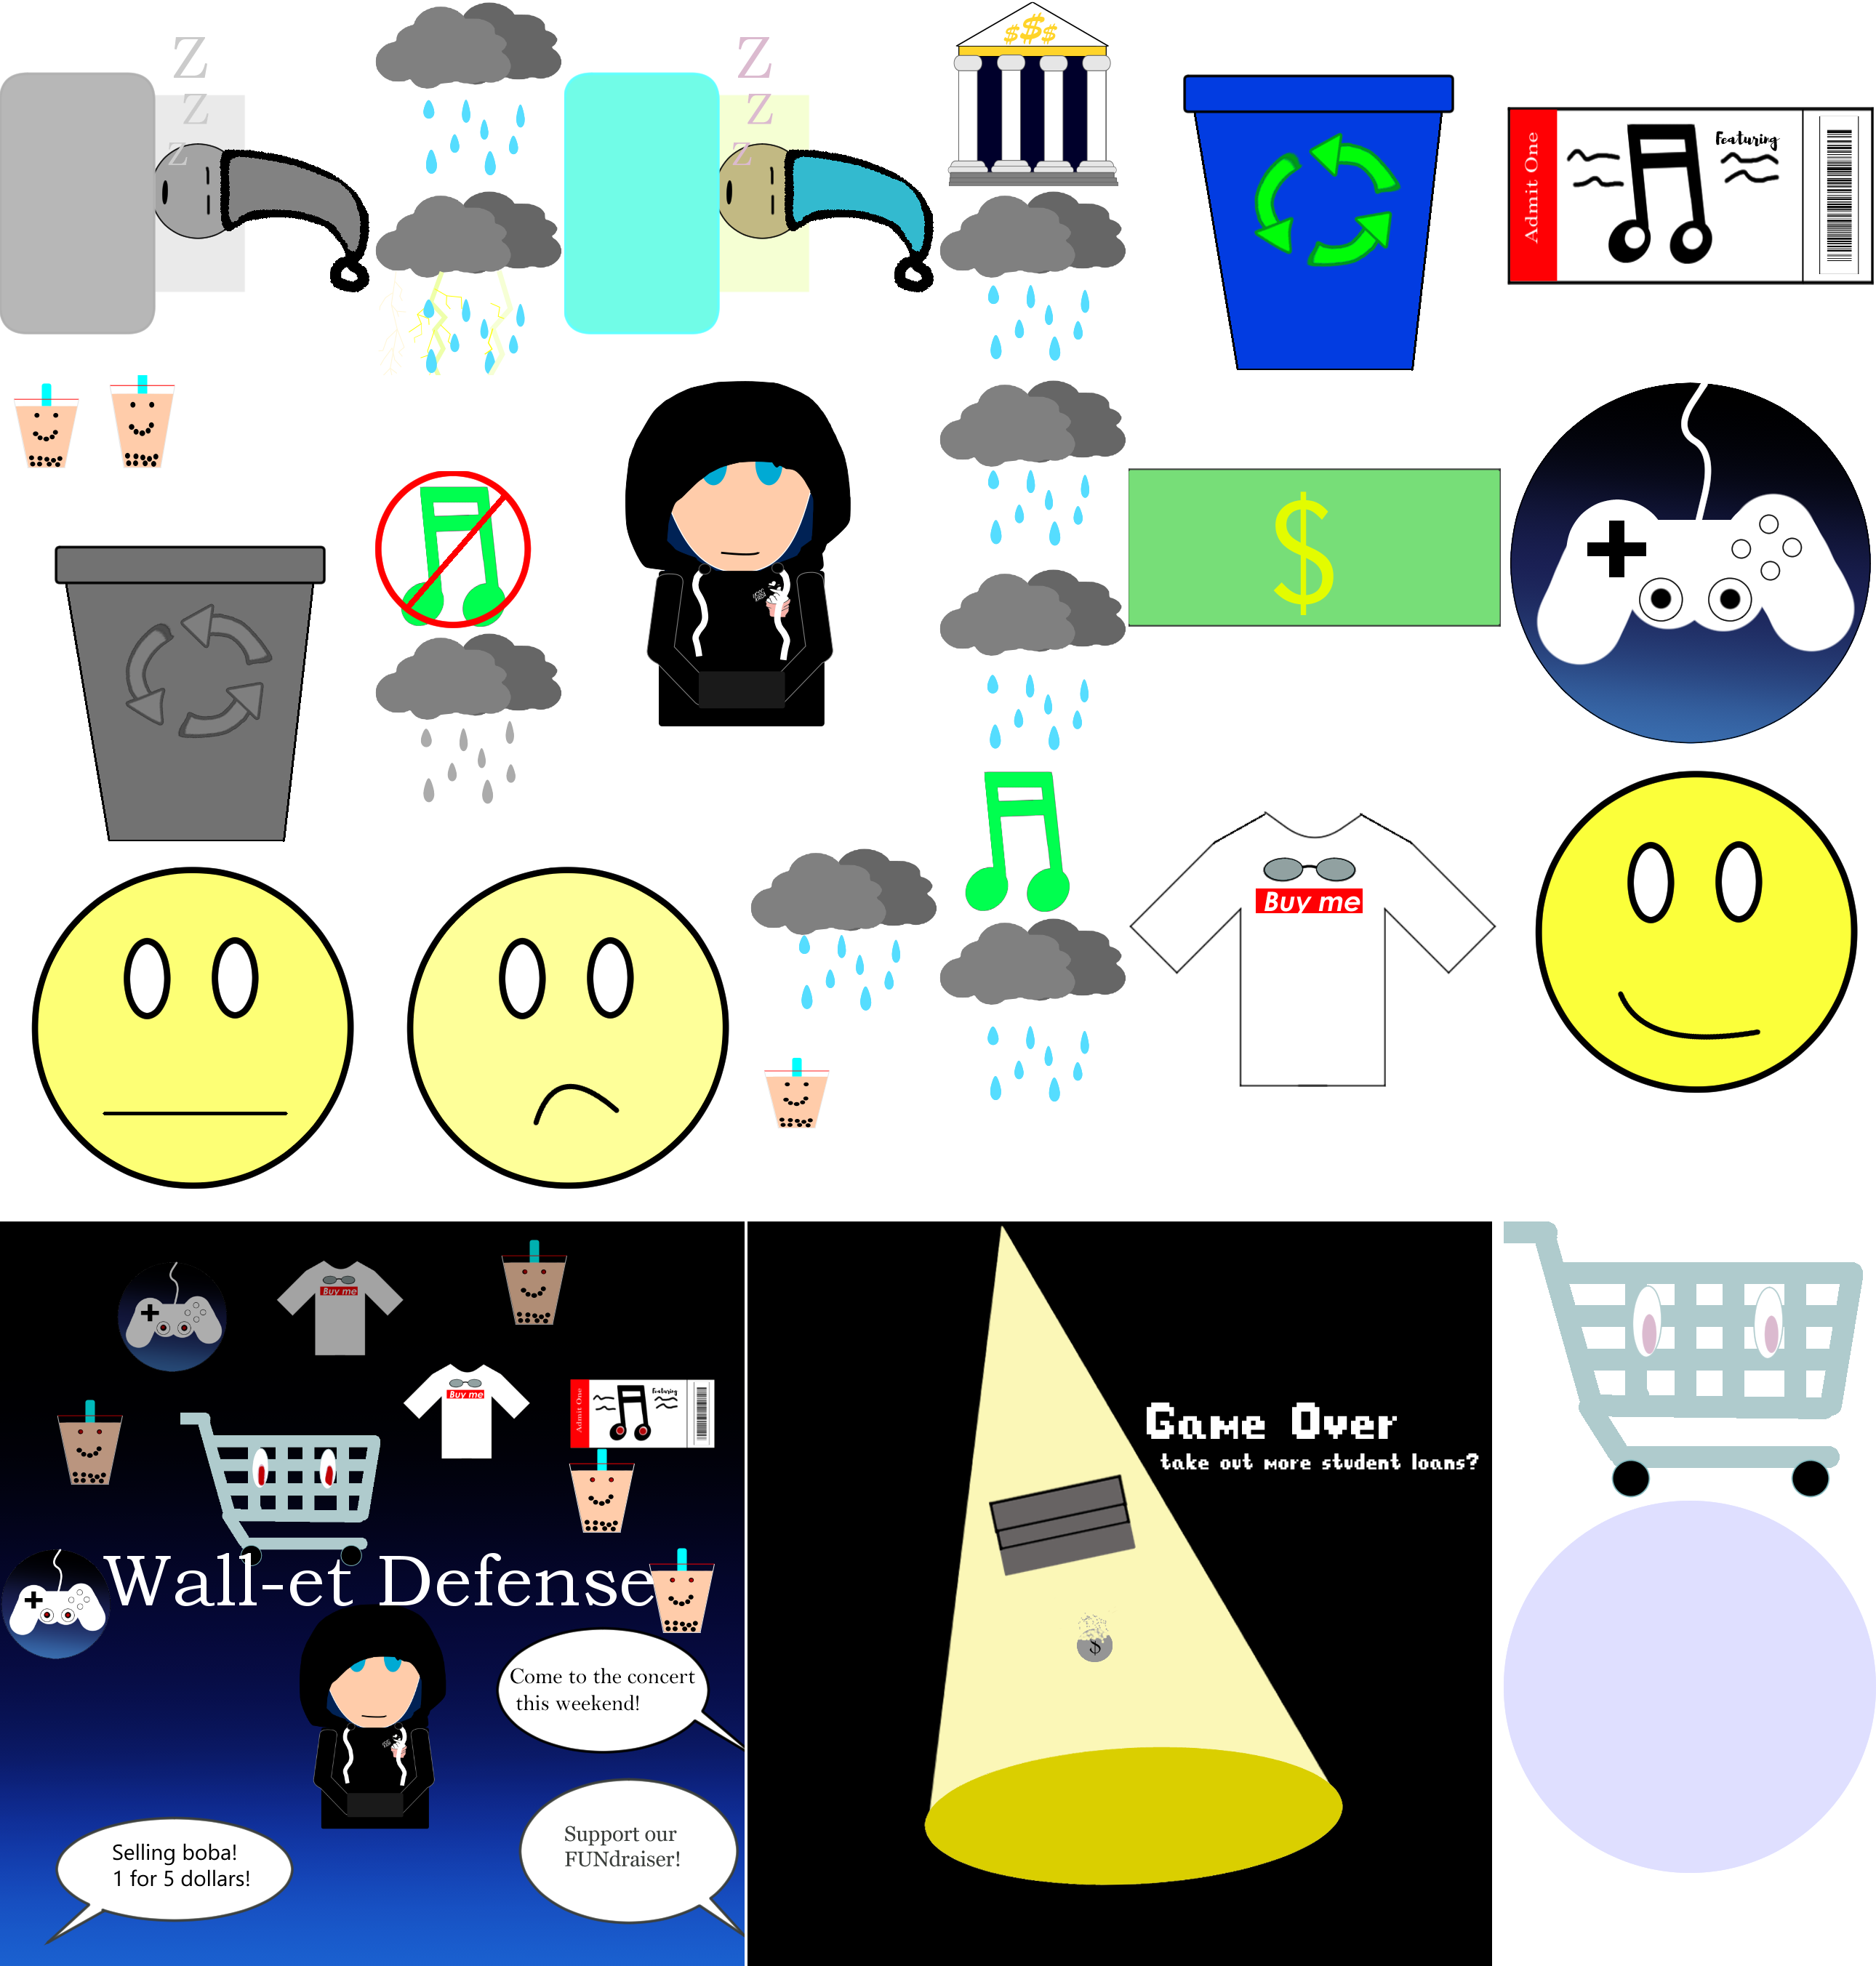 Z
Z
Z
Z
Z
Z
$$$
Admit One
Featuring
$
Buy me
Buy me
Buy me
Admit One
Featuring
Wall-et Defense
Come to the concert
this weekend!
Support our
FUNdraiser!
Selling boba!
1 for 5 dollars!
Game Over
take out more student loans?
$